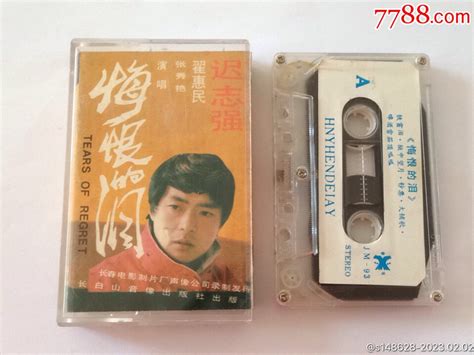 7788.com
迟志强
翟惠民
张秀艳
演唱
悔恨的泪
TEARS OF REGRET
长春电影制片厂声像公司录制发行
长白山音像出版社出版
A
HNYHENDEIAY
《悔恨的泪》
JM-93
STEREO
@s148628-2023.02.02